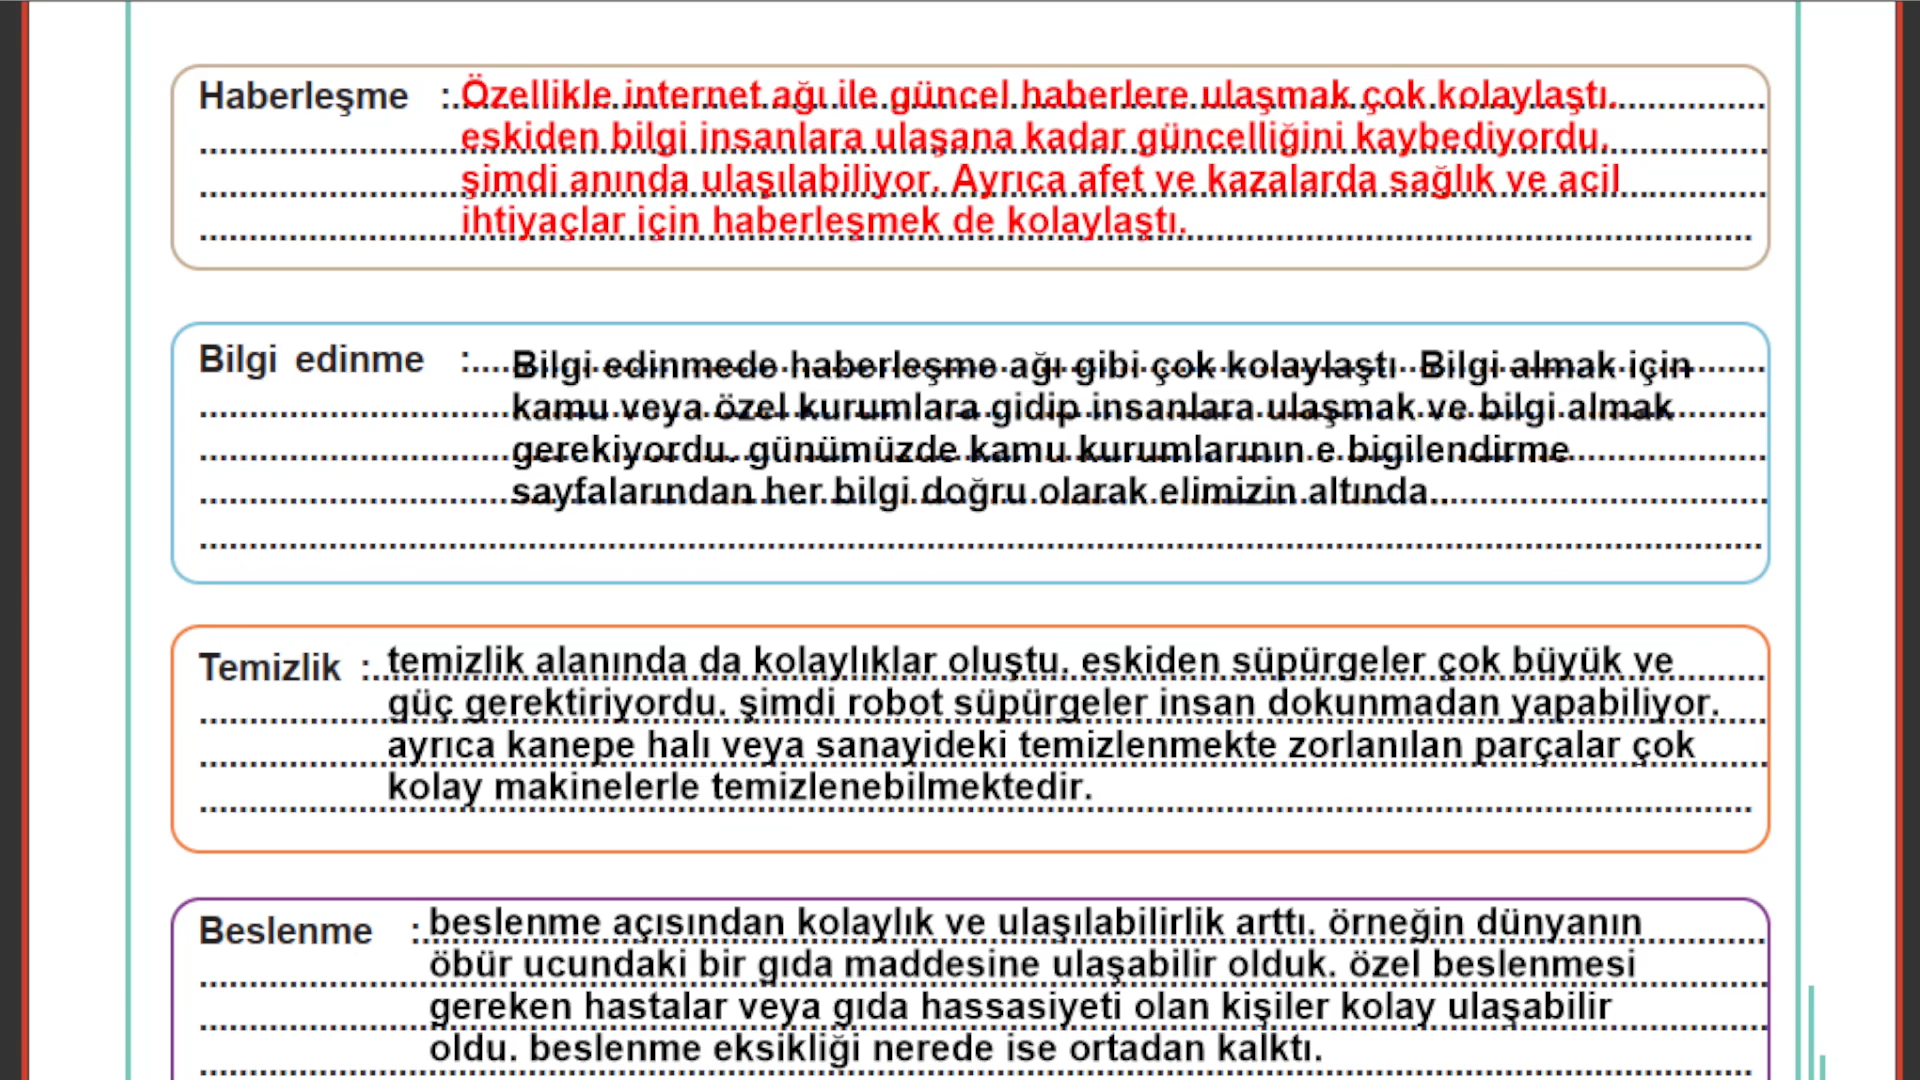 Haberleşme : Özellikle internet ağı ile güncel haberlere ulaşmak çok kolaylaştı.
eskiden bilgi insanlara ulaşana kadar güncelliğini kaybediyordu.
şimdi anında ulaşılabiliyor. Ayrıca afet ve kazalarda sağlık ve acil
ihtiyaçlar için haberleşmek de kolaylaştı.
Bilgi edinme : Bilgi edinmede haberleşme ağı gibi çok kolaylaştı Bilgi almak için
kamu veya özel kurumlara gidip insanlara ulaşmak ve bilgi almak
gerekiyordu. günümüzde kamu kurumlarının e bigilendirme
sayfalarından her bilgi doğru olarak elimizin altında..
Temizlik : temizlik alanında da kolaylıklar oluştu. eskiden süpürgeler çok büyük ve
güç gerektiriyordu. şimdi robot süpürgeler insan dokunmadan yapabiliyor.
ayrıca kanepe halı veya sanayideki temizlenmekte zorlanılan parçalar çok
kolay makinelerle temizlenebilmektedir.
Beslenme : beslenme açısından kolaylık ve ulaşılabilirlik arttı. örneğin dünyanın
öbür ucundaki bir gıda maddesine ulaşabilir olduk. özel beslenmesi
gereken hastalar veya gıda hassasiyeti olan kişiler kolay ulaşabilir
oldu. beslenme eksikliği nerede ise ortadan kalktı.